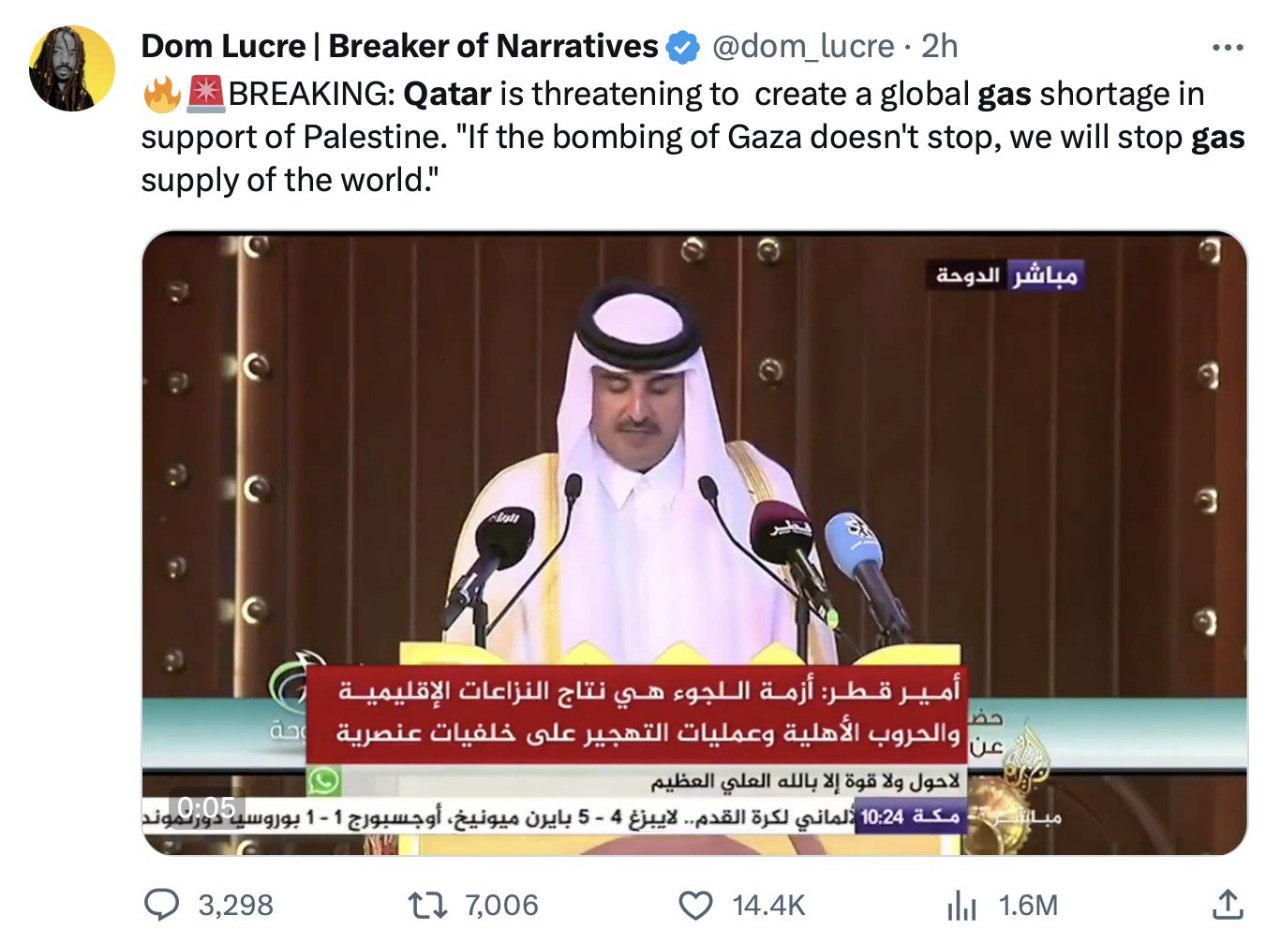 Dom Lucre | Breaker of Narratives @dom_lucre · 2h
🔥🚨BREAKING: Qatar is threatening to create a global gas shortage in
support of Palestine. "If the bombing of Gaza doesn't stop, we will stop gas
supply of the world."
مباشر الدوحة
قطر
أمير قطر: أزمة اللجوء هي نتاج النزاعات الإقليمية
والحروب الأهلية وعمليات التهجير على خلفيات عنصرية
حض
عن
لاحول ولا قوة إلا بالله العلي العظيم
0:05
مكة 10:24 ألماني لكرة القدم.. لايبزغ 4 - 5 بايرن ميونيخ، أوجسبورج 1 - 1 بوروسيا دورتموند
مباشر
3,298 7,006 14.4K 1.6M